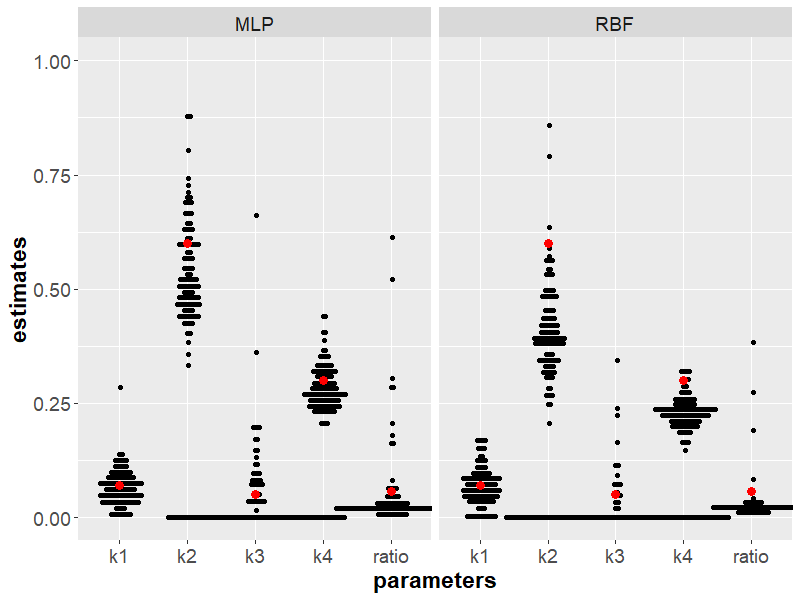 MLP RBF
1.00
0.75
0.50
0.25
0.00
estimates
k1 k2 k3 k4 ratio k1 k2 k3 k4 ratio
parameters